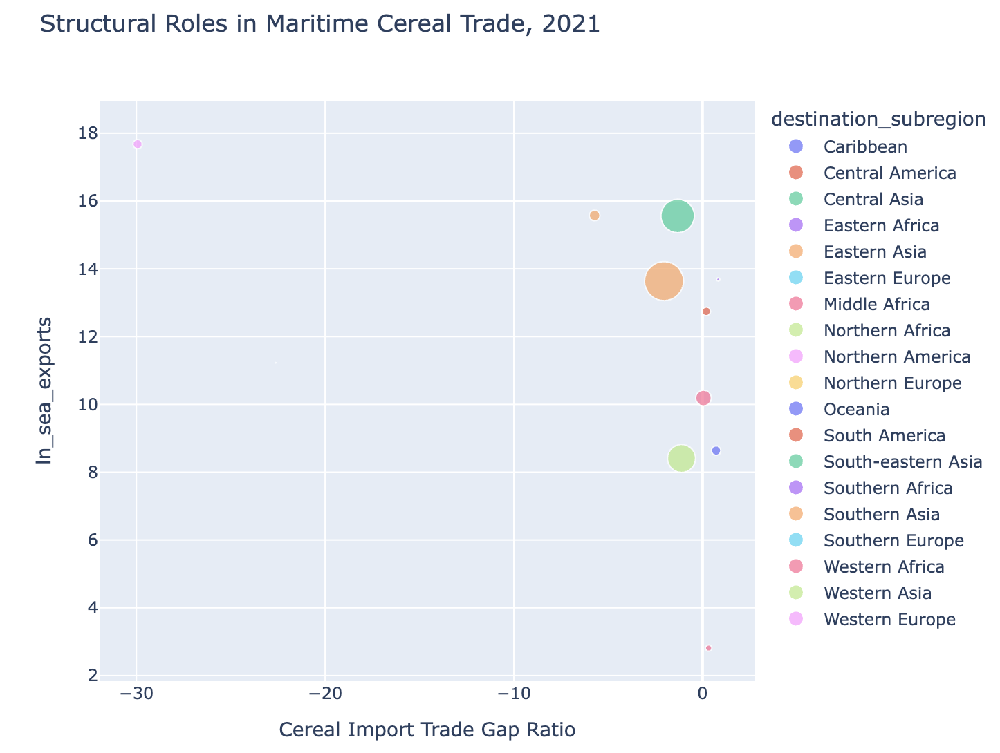 Structural Roles in Maritime Cereal Trade, 2021
18
16
14
12
10
8
6
4
2
ln_sea_exports
−30
−20
−10
0
Cereal Import Trade Gap Ratio
destination_subregion
Caribbean
Central America
Central Asia
Eastern Africa
Eastern Asia
Eastern Europe
Middle Africa
Northern Africa
Northern America
Northern Europe
Oceania
South America
South-eastern Asia
Southern Africa
Southern Asia
Southern Europe
Western Africa
Western Asia
Western Europe